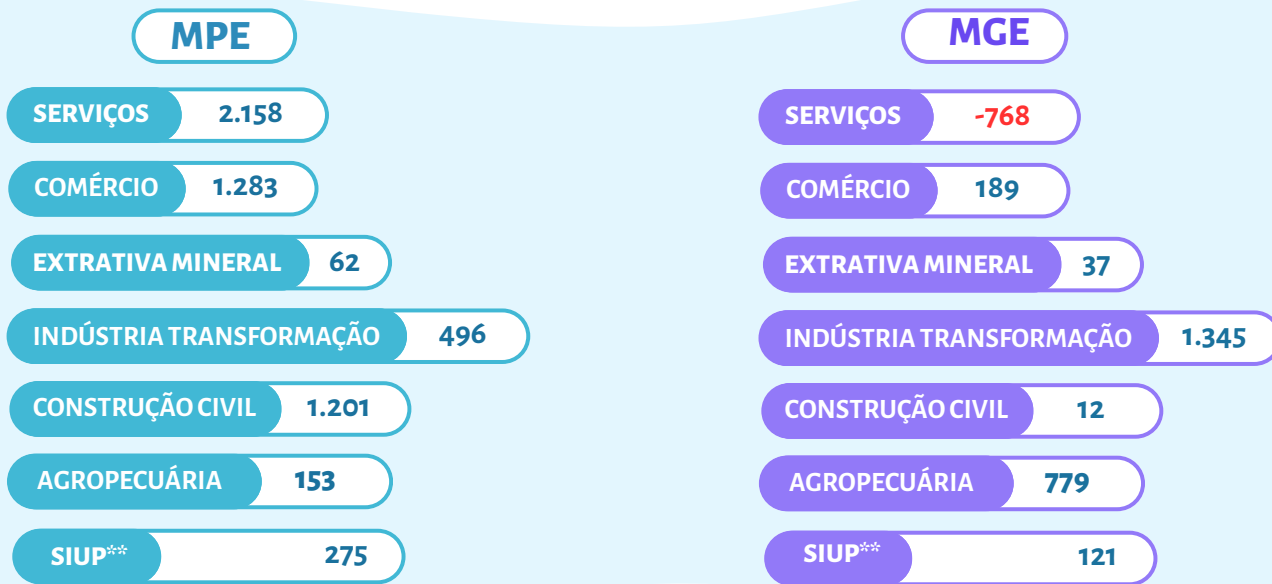 MPE
SERVIÇOS 2.158
COMÉRCIO 1.283
EXTRATIVA MINERAL 62
INDÚSTRIA TRANSFORMAÇÃO 496
CONSTRUÇÃO CIVIL 1.201
AGROPECUÁRIA 153
SIUP** 275
MGE
SERVIÇOS -768
COMÉRCIO 189
EXTRATIVA MINERAL 37
INDÚSTRIA TRANSFORMAÇÃO 1.345
CONSTRUÇÃO CIVIL 12
AGROPECUÁRIA 779
SIUP** 121